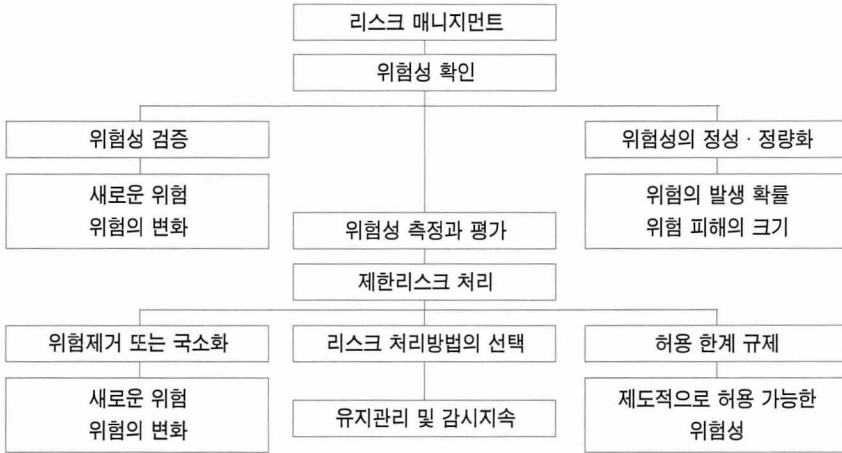 리스크 매니지먼트
위험성 확인
위험성 검증
위험성의 정성 · 정량화
새로운 위험
위험의 변화
위험의 발생 확률
위험 피해의 크기
위험성 측정과 평가
제한리스크 처리
위험제거 또는 국소화
리스크 처리방법의 선택
허용 한계 규제
새로운 위험
위험의 변화
유지관리 및 감시지속
제도적으로 허용 가능한
위험성